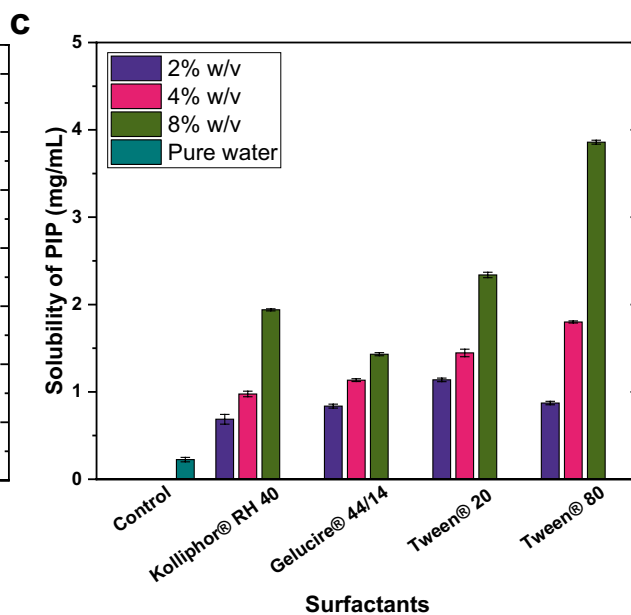 c
5
4
3
2
1
0
Solubility of PIP (mg/mL)
2% w/v
4% w/v
8% w/v
Pure water
Control
Kolliphor® RH 40
Gelucire® 44/14
Tween® 20
Tween® 80
Surfactants